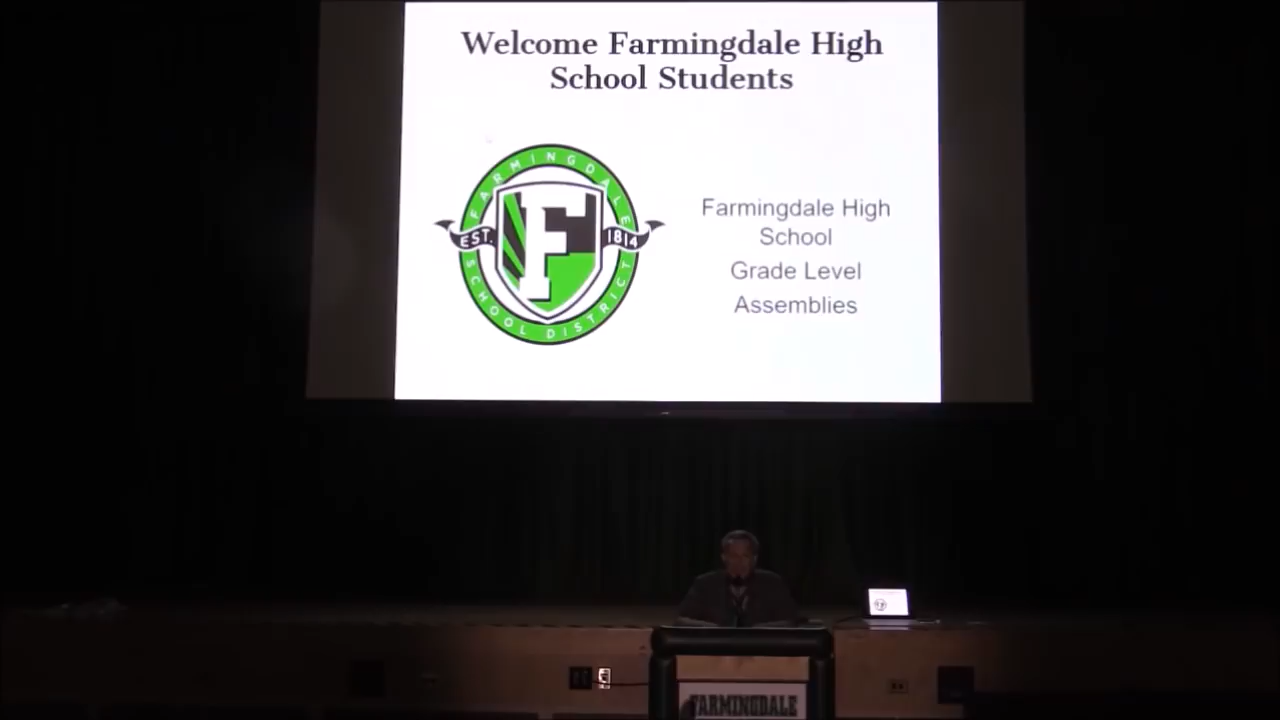 Welcome Farmingdale High
School Students
FARMINGDALE
EST. 1814
SCHOOL DISTRICT
F
Farmingdale High
School
Grade Level
Assemblies
FARMINGDALE